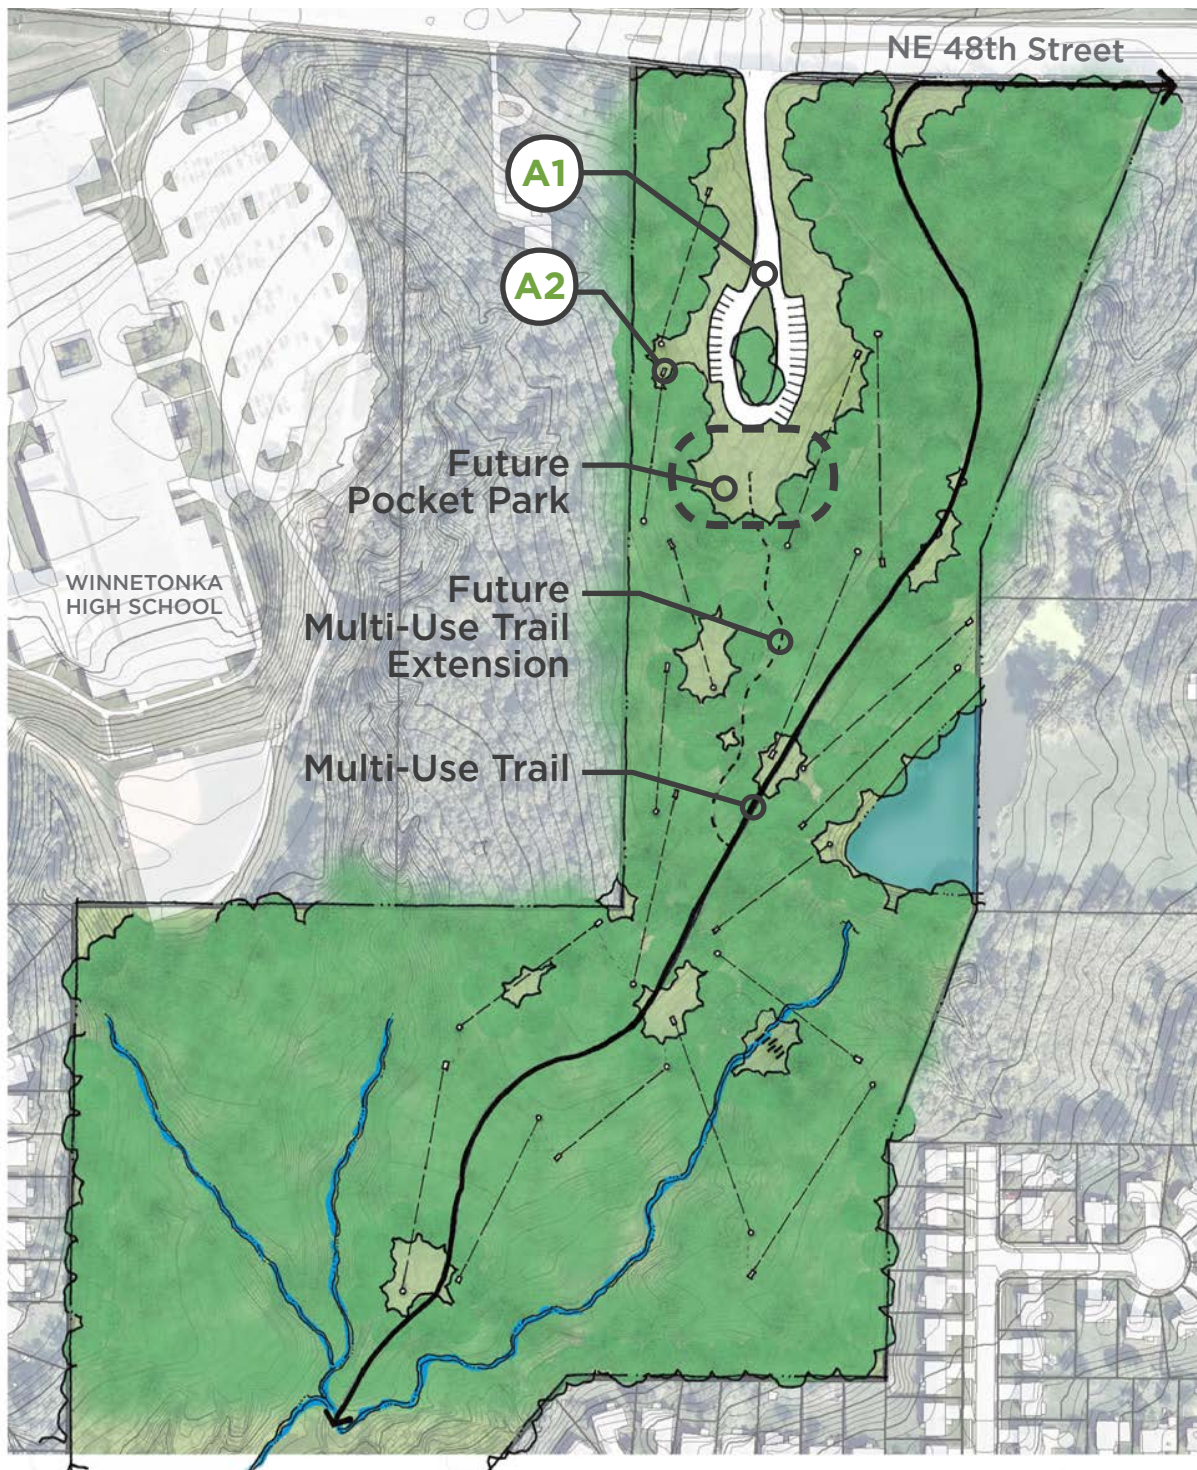 NE 48th Street
A1
A2
Future
Pocket Park
WINNETONKA
HIGH SCHOOL
Future
Multi-Use Trail
Extension
Multi-Use Trail